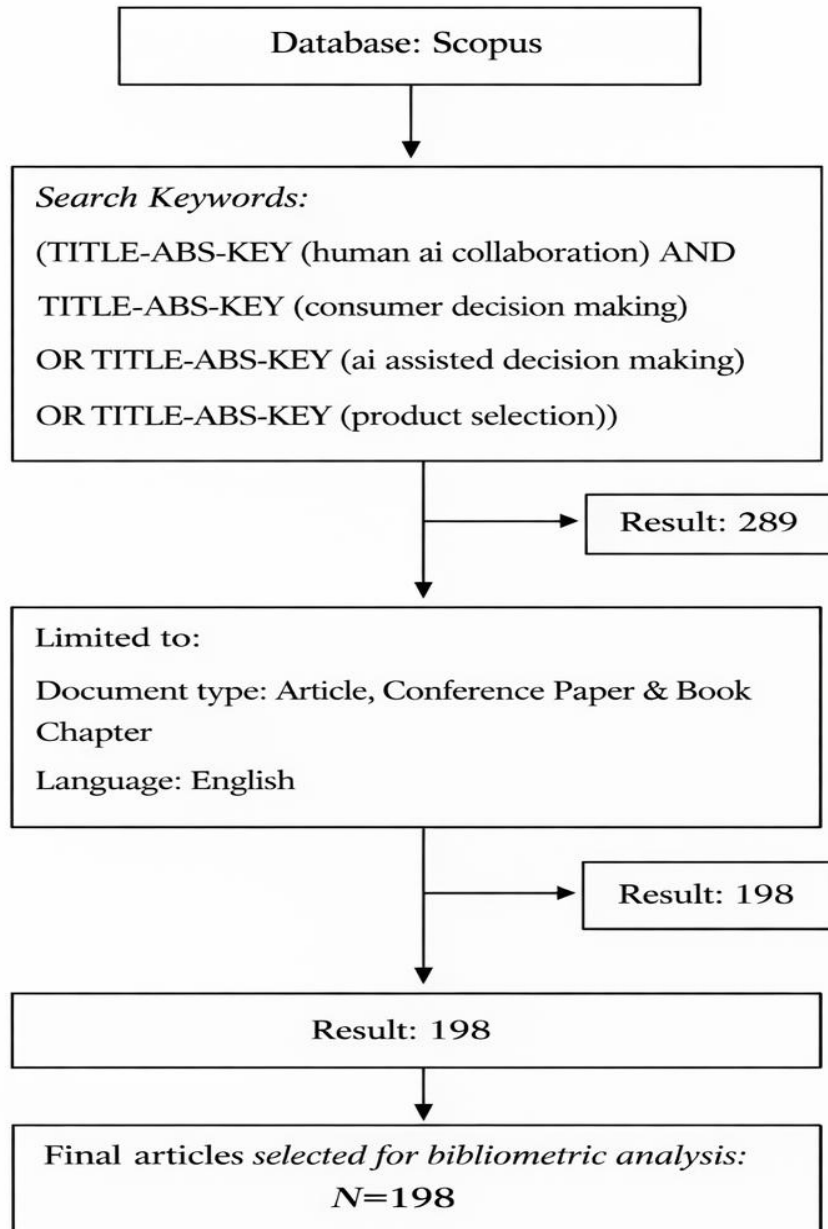 Database: Scopus
Search Keywords:
(TITLE-ABS-KEY (human ai collaboration) AND
TITLE-ABS-KEY (consumer decision making)
OR TITLE-ABS-KEY (ai assisted decision making)
OR TITLE-ABS-KEY (product selection))
Result: 289
Limited to:
Document type: Article, Conference Paper & Book
Chapter
Language: English
Result: 198
Result: 198
Final articles selected for bibliometric analysis:
N=198